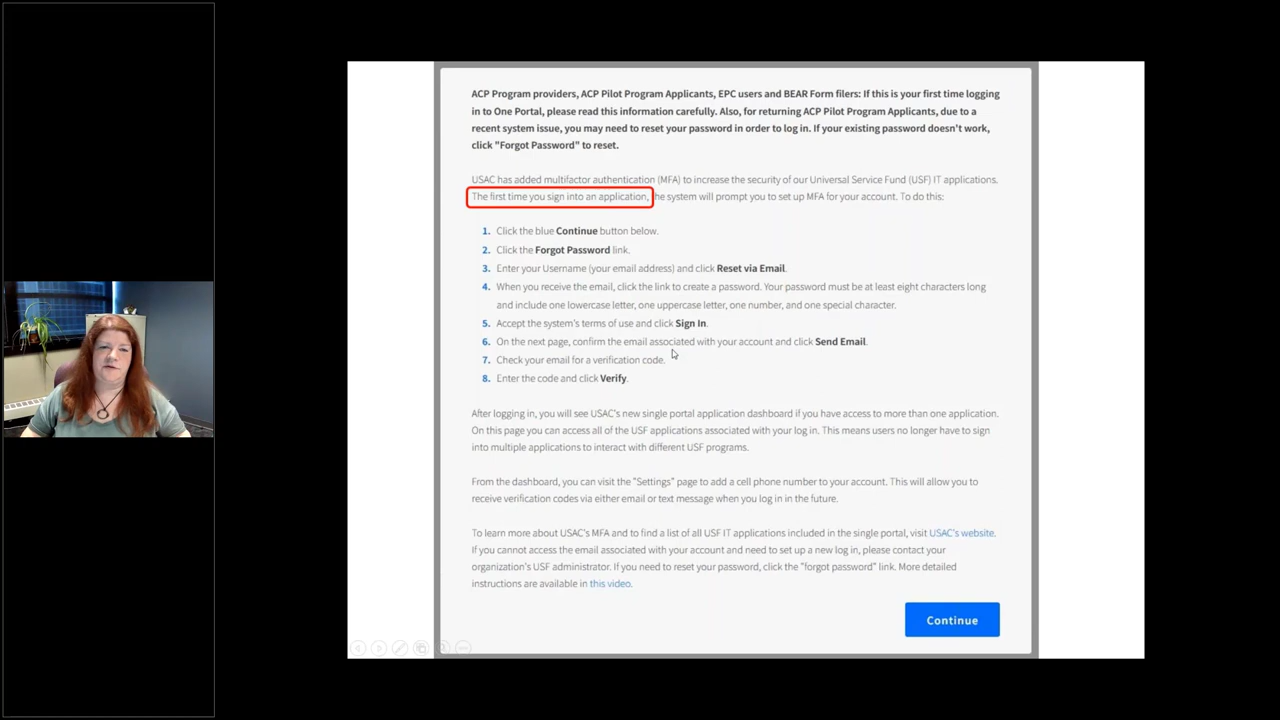 ACP Program providers, ACP Pilot Program Applicants, EPC users and BEAR Form filers: If this is your first time logging
in to One Portal, please read this information carefully. Also, for returning ACP Pilot Program Applicants, due to a
recent system issue, you may need to reset your password in order to log in. If your existing password doesn't work,
click "Forgot Password" to reset.
USAC has added multifactor authentication (MFA) to increase the security of our Universal Service Fund (USF) IT applications.
The first time you sign into an application, the system will prompt you to set up MFA for your account. To do this:
1. Click the blue Continue button below.
2. Click the Forgot Password link.
3. Enter your Username (your email address) and click Reset via Email.
4. When you receive the email, click the link to create a password. Your password must be at least eight characters long
and include one lowercase letter, one uppercase letter, one number, and one special character.
5. Accept the system's terms of use and click Sign In.
6. On the next page, confirm the email associated with your account and click Send Email.
7. Check your email for a verification code.
8. Enter the code and click Verify.
After logging in, you will see USAC's new single portal application dashboard if you have access to more than one application.
On this page you can access all of the USF applications associated with your log in. This means users no longer have to sign
into multiple applications to interact with different USF programs.
From the dashboard, you can visit the "Settings" page to add a cell phone number to your account. This will allow you to
receive verification codes via either email or text message when you log in in the future.
To learn more about USAC's MFA and to find a list of all USF IT applications included in the single portal, visit USAC's website.
If you cannot access the email associated with your account and need to set up a new log in, please contact your
organization's USF administrator. If you need to reset your password, click the "forgot password" link. More detailed
instructions are available in this video.
Continue